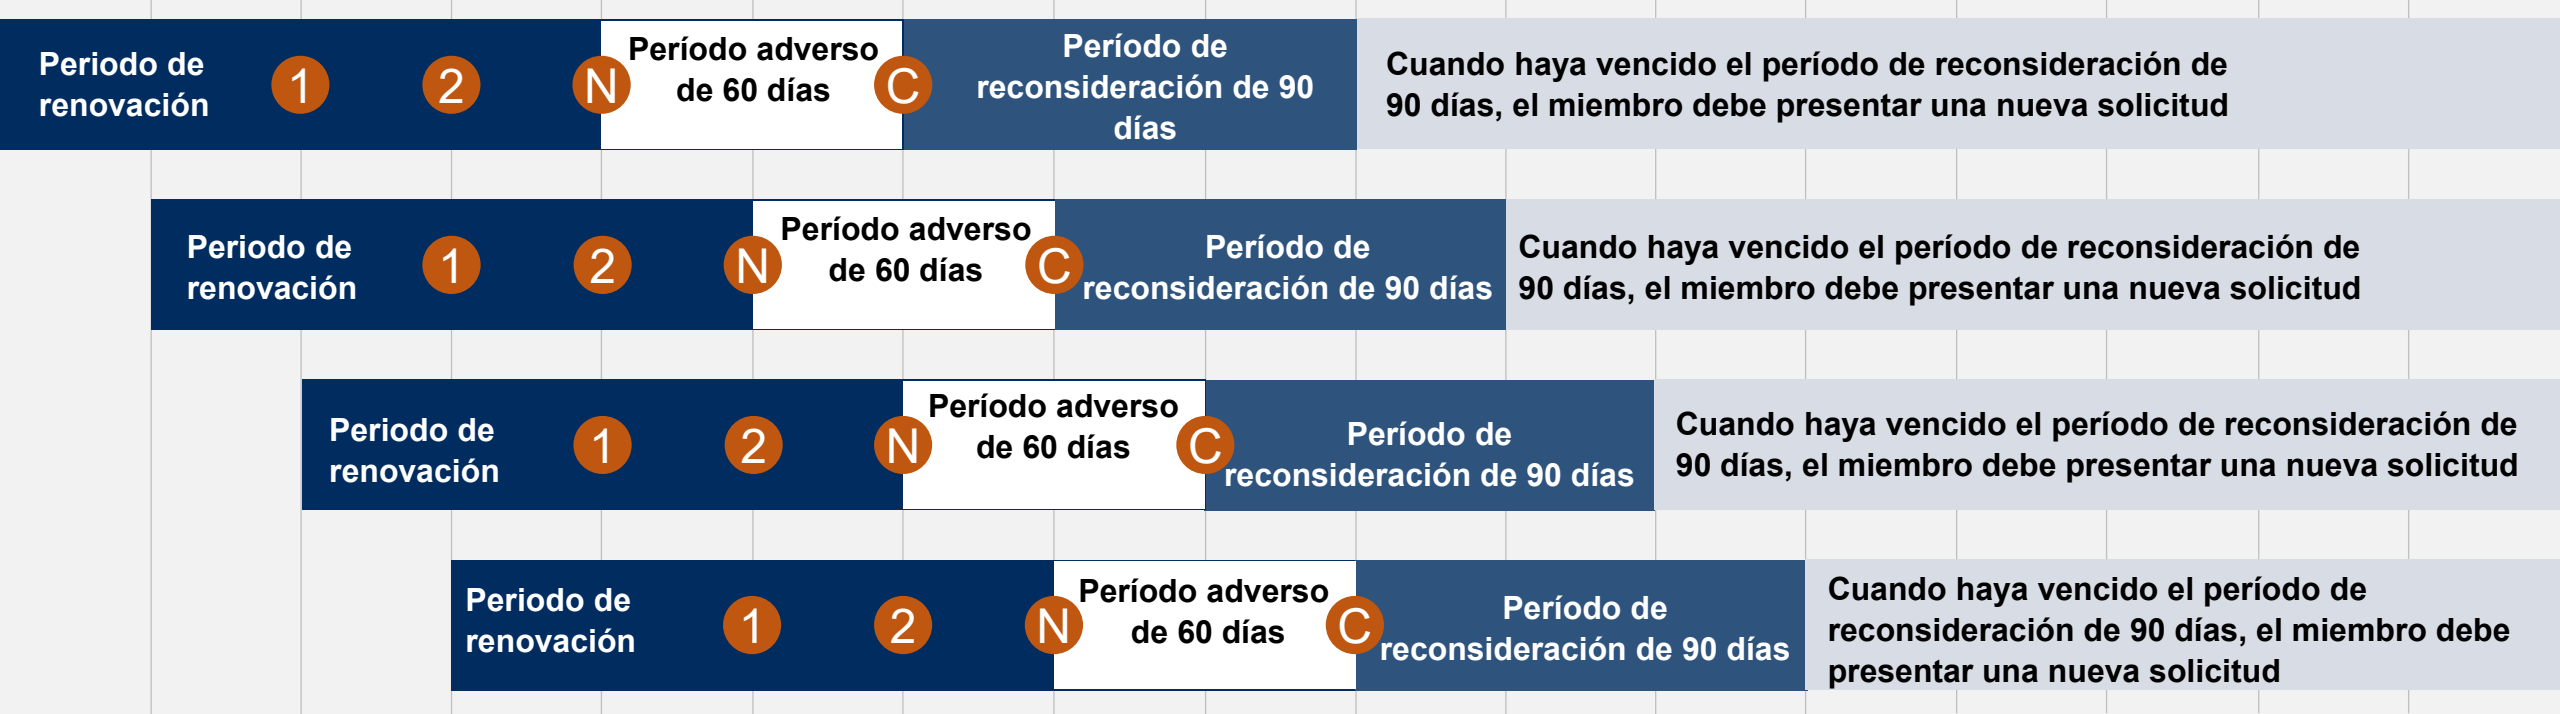 Periodo de
renovación
1
2
N
Período adverso
de 60 días
C
Período de
reconsideración de 90
días
Cuando haya vencido el período de reconsideración de
90 días, el miembro debe presentar una nueva solicitud
Periodo de
renovación
1
2
N
Período adverso
de 60 días
C
Período de
reconsideración de 90 días
Cuando haya vencido el período de reconsideración de
90 días, el miembro debe presentar una nueva solicitud
Periodo de
renovación
1
2
N
Período adverso
de 60 días
C
Período de
reconsideración de 90 días
Cuando haya vencido el período de reconsideración de
90 días, el miembro debe presentar una nueva solicitud
Periodo de
renovación
1
2
N
Período adverso
de 60 días
C
Período de
reconsideración de 90 días
Cuando haya vencido el período de
reconsideración de 90 días, el miembro debe
presentar una nueva solicitud